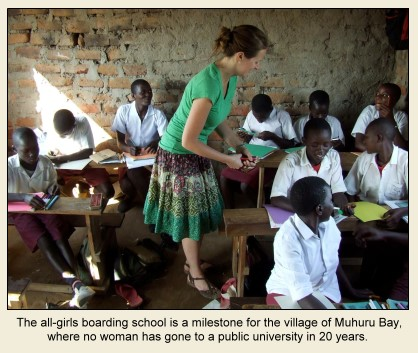 The all-girls boarding school is a milestone for the village of Muhuru Bay,
where no woman has gone to a public university in 20 years.